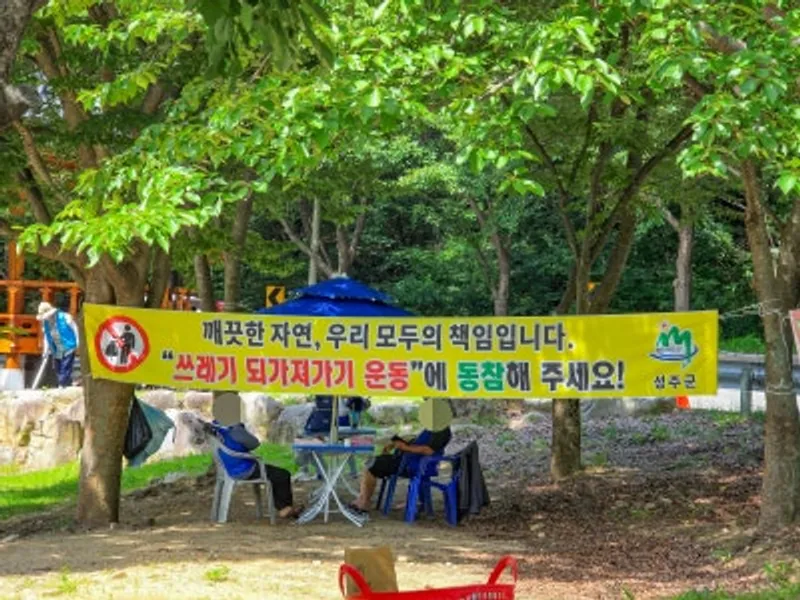 깨끗한 자연, 우리 모두의 책임입니다.
“쓰레기 되가져가기 운동”에 동참해 주세요!
성주군